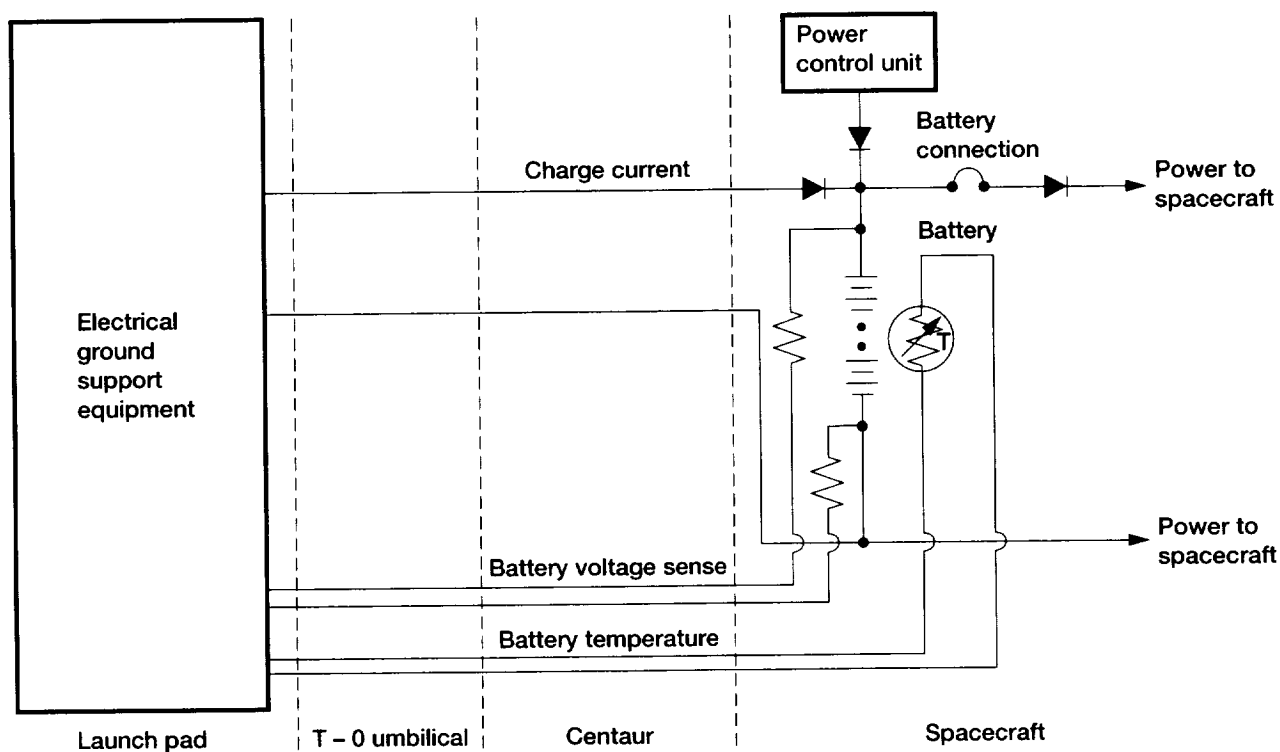 Power
control unit
Battery
connection
Charge current
Power to
spacecraft
Battery
T
Electrical
ground
support
equipment
Power to
spacecraft
Battery voltage sense
Battery temperature
Launch pad
T – 0 umbilical
Centaur
Spacecraft